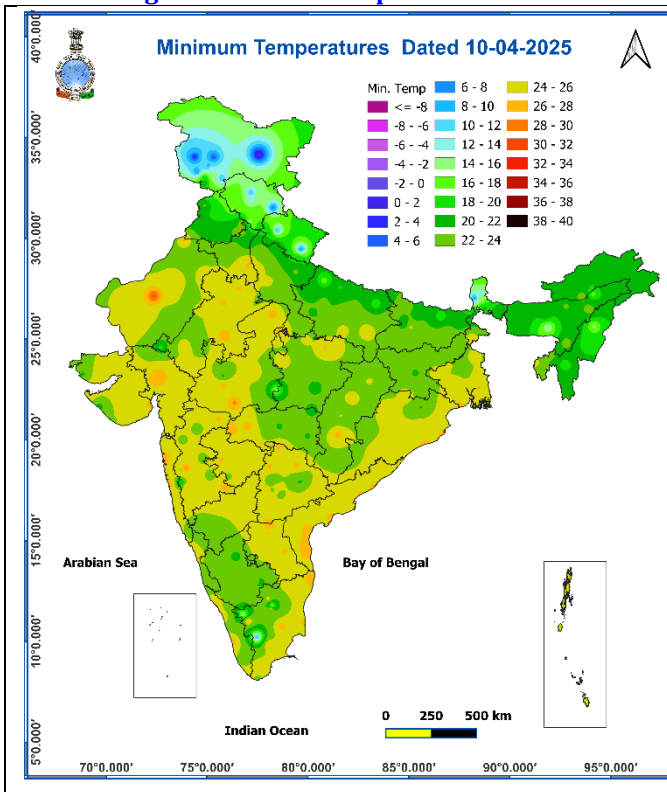 Minimum Temperatures Dated 10-04-2025
Min. Temp
<= -8
-8 - -6
-6 - -4
-4 - -2
-2 - 0
0 - 2
2 - 4
4 - 6
6 - 8
8 - 10
10 - 12
12 - 14
14 - 16
16 - 18
18 - 20
20 - 22
22 - 24
24 - 26
26 - 28
28 - 30
30 - 32
32 - 34
34 - 36
36 - 38
38 - 40
40°0.000'
35°0.000'
30°0.000'
25°0.000'
20°0.000'
15°0.000'
10°0.000'
5°0.000'
Arabian Sea
Bay of Bengal
Indian Ocean
0 250 500 km
70°0.000' 75°0.000' 80°0.000' 85°0.000' 90°0.000' 95°0.000'